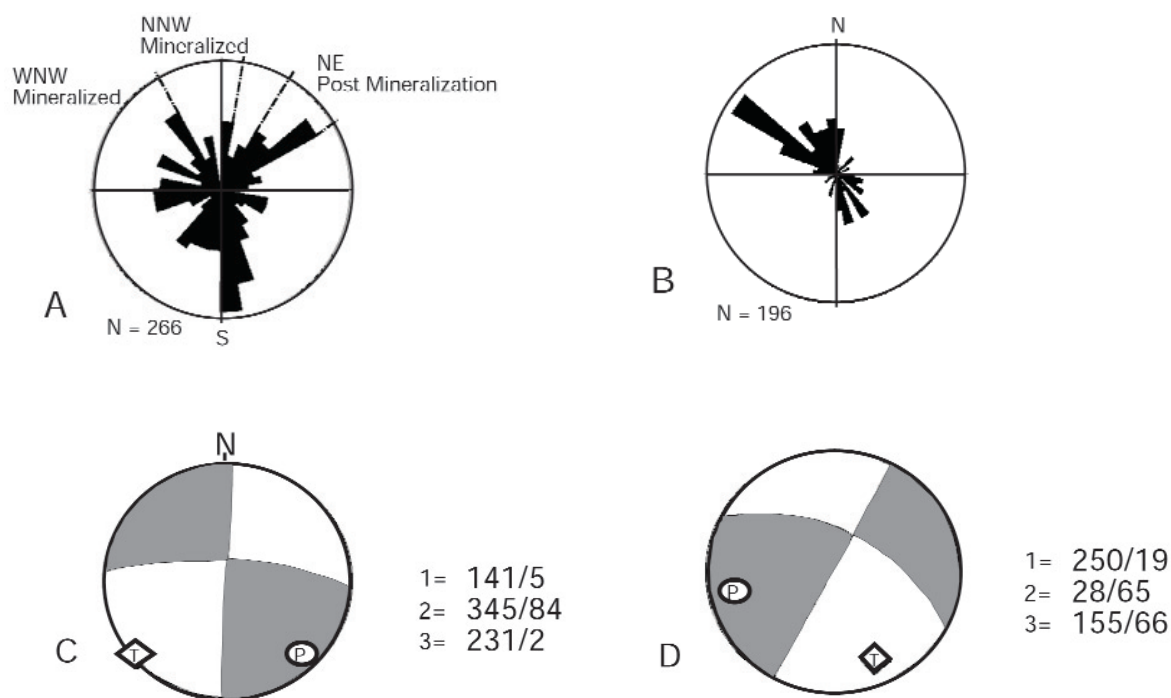 NNW
Mineralized
WNW
Mineralized
NE
Post Mineralization
A
N = 266
S
N
B
N = 196
N
C
T
P
1= 141/5
2= 345/84
3= 231/2
D
P
T
1= 250/19
2= 28/65
3= 155/66